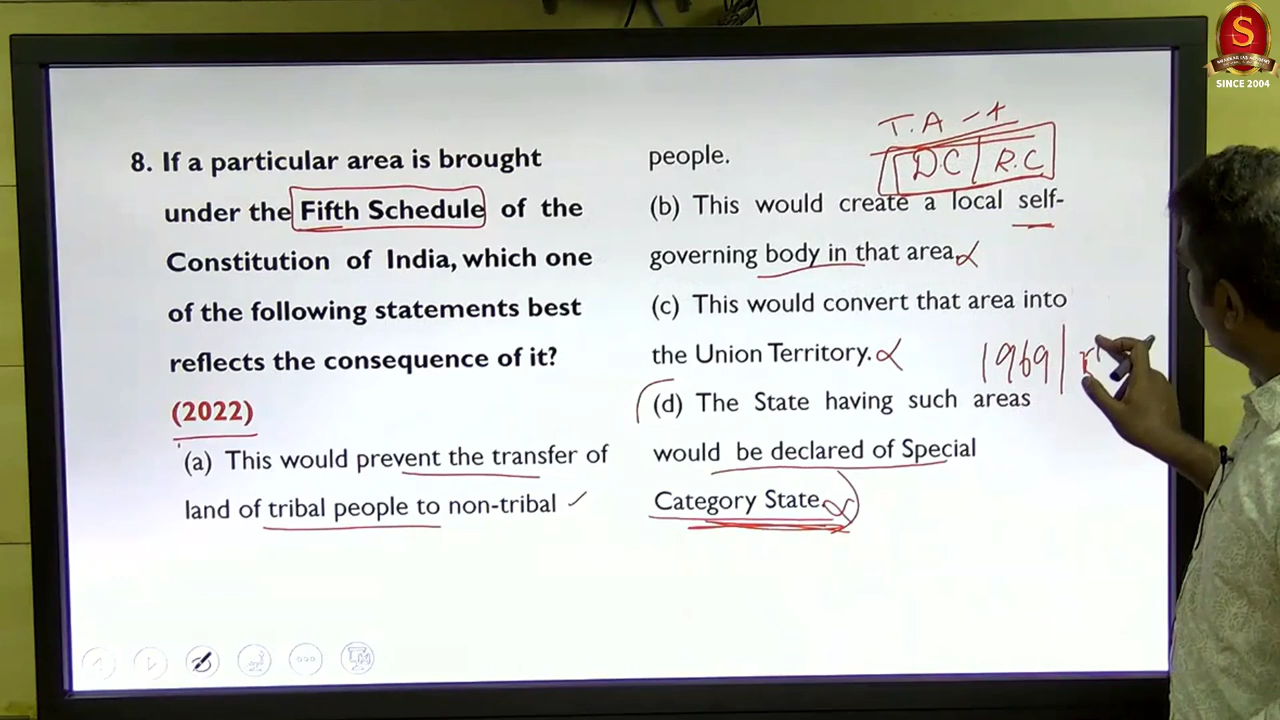 8. If a particular area is brought
under the Fifth Schedule of the
Constitution of India, which one
of the following statements best
reflects the consequence of it?
(2022)
(a) This would prevent the transfer of
land of tribal people to non-tribal
people.
(b) This would create a local self-
governing body in that area
(c) This would convert that area into
the Union Territory.
(d) The State having such areas
would be declared of Special
Category State.
T.A - 4
D.C R.C
1969
S
SHANKAR IAS ACADEMY
SINCE 2004